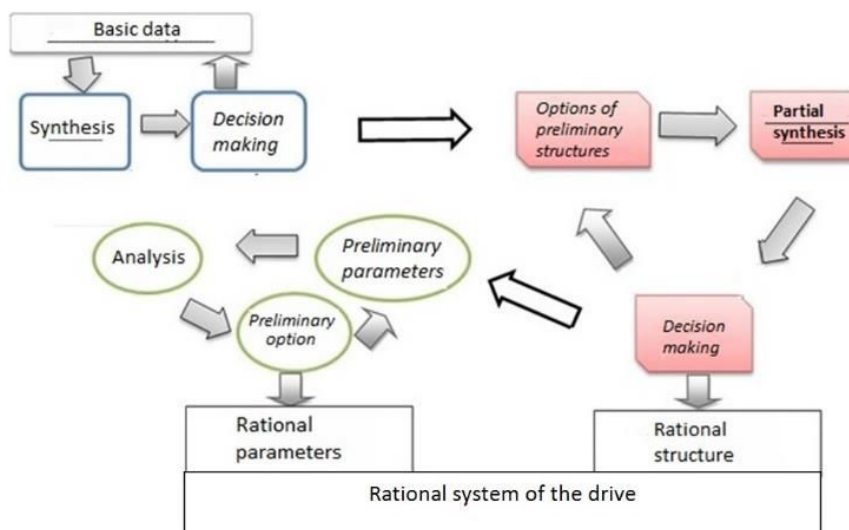 Basic data
Synthesis
Decision
making
Options of
preliminary
structures
Partial
synthesis
Analysis
Preliminary
parameters
Preliminary
option
Decision
making
Rational
parameters
Rational
structure
Rational system of the drive